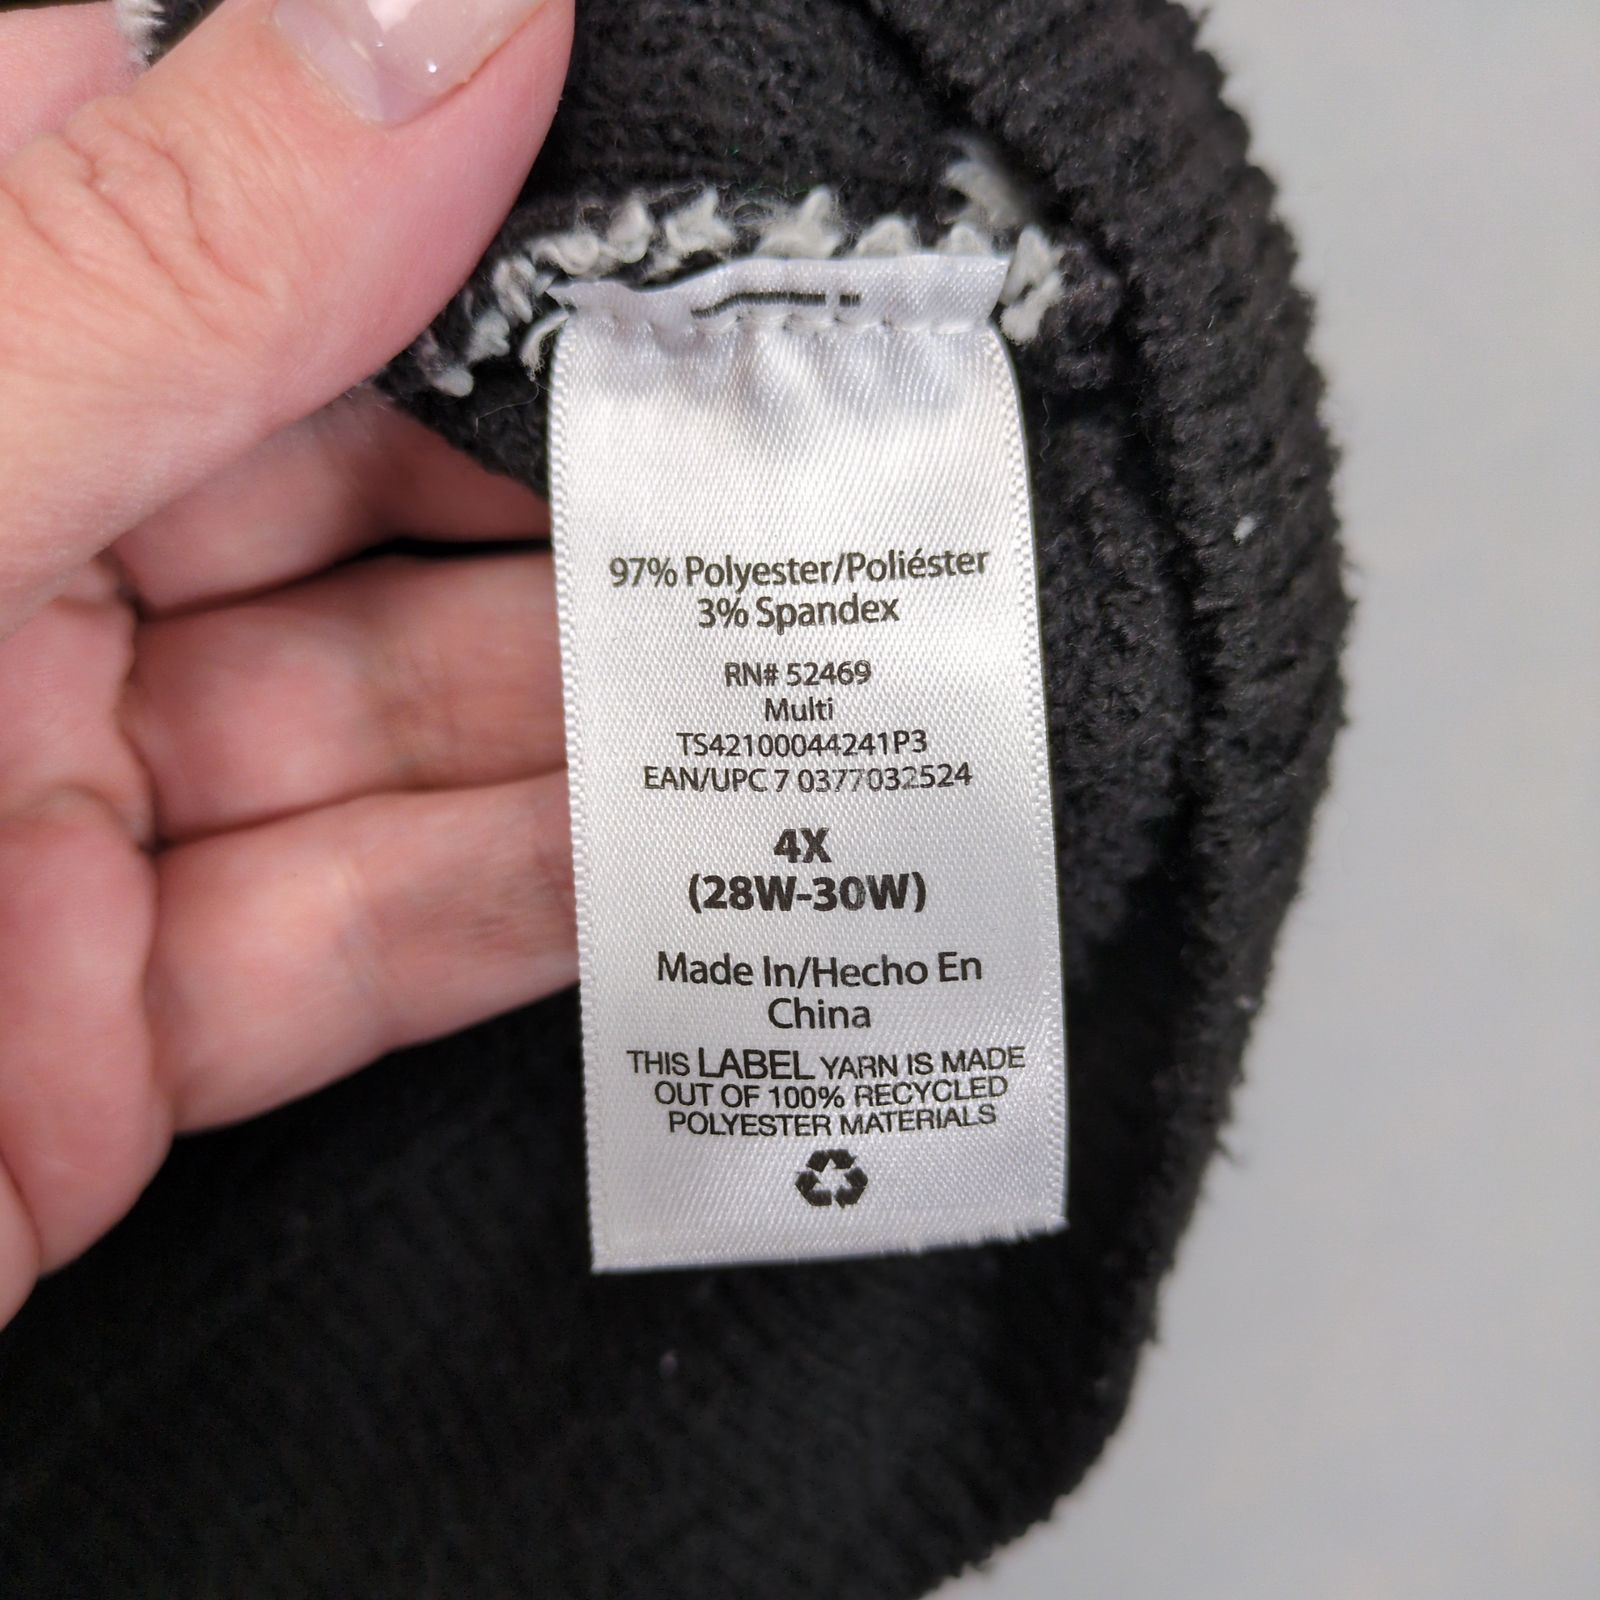 97% Polyester/Poliéster
3% Spandex
RN# 52469
Multi
TS42100044241P3
EAN/UPC 7 0377032524
4X
(28W-30W)
Made In/Hecho En
China
THIS LABEL YARN IS MADE
OUT OF 100% RECYCLED
POLYESTER MATERIALS